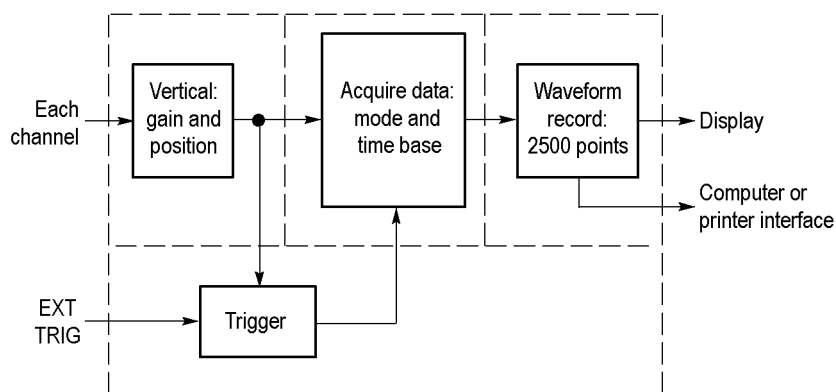 Each
channel
Vertical:
gain and
position
Acquire data:
mode and
time base
Waveform
record:
2500 points
Display
Computer or
printer interface
EXT
TRIG
Trigger